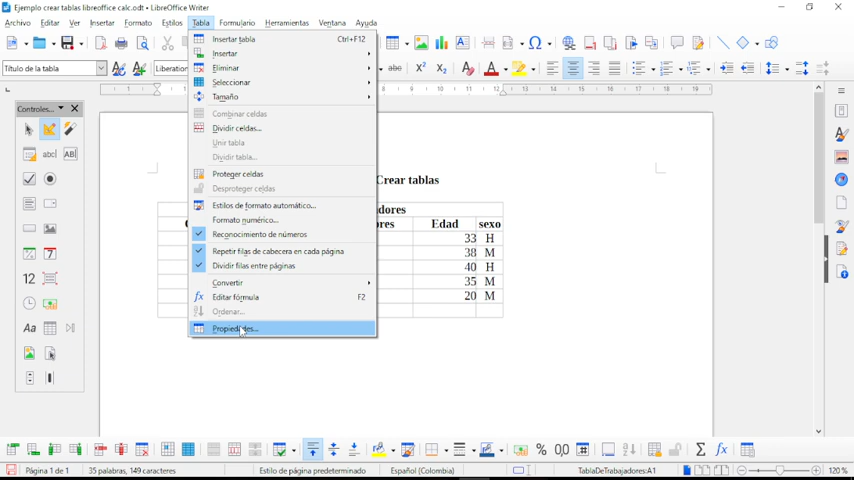 Ejemplo crear tablas libreoffice calc.odt • LibreOffice Writer
Archivo Editar Ver Insertar Formato Estilos Tabla Formulario Herramientas Ventana Ayuda
Título de la tabla
Liberation
Insertar tabla Ctrl+F12
Insertar
Eliminar
Seleccionar
Tamaño
Combinar celdas
Dividir celdas...
Unir tabla
Dividir tabla...
Proteger celdas
Desproteger celdas
Estilos de formato automático...
Formato numérico...
Reconocimiento de números
Repetir filas de cabecera en cada página
Dividir filas entre páginas
Convertir
Editar fórmula F2
Ordenar...
Propiedades...
Controles...
Crear tablas
adores
res Edad sexo
33 H
38 M
40 H
35 M
20 M
Página 1 de 1 35 palabras, 149 caracteres Estilo de página predeterminado Español (Colombia) TablaDeTrabajadores:A1 120 %